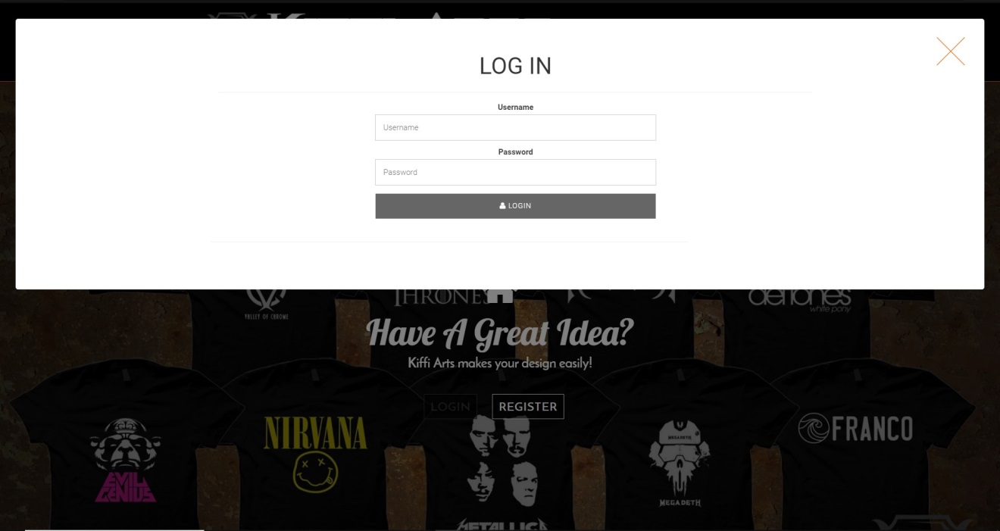 LOG IN
Username
Username
Password
Password
LOGIN
THRONES
VALLEY OF CHROME
deftones
white pony
Have A Great Idea?
Kiffi Arts makes your design easily!
LOGIN REGISTER
NIRVANA
MEGADETH
FRANCO
EVIL
GENIUS
MEGADETH
METALLICA